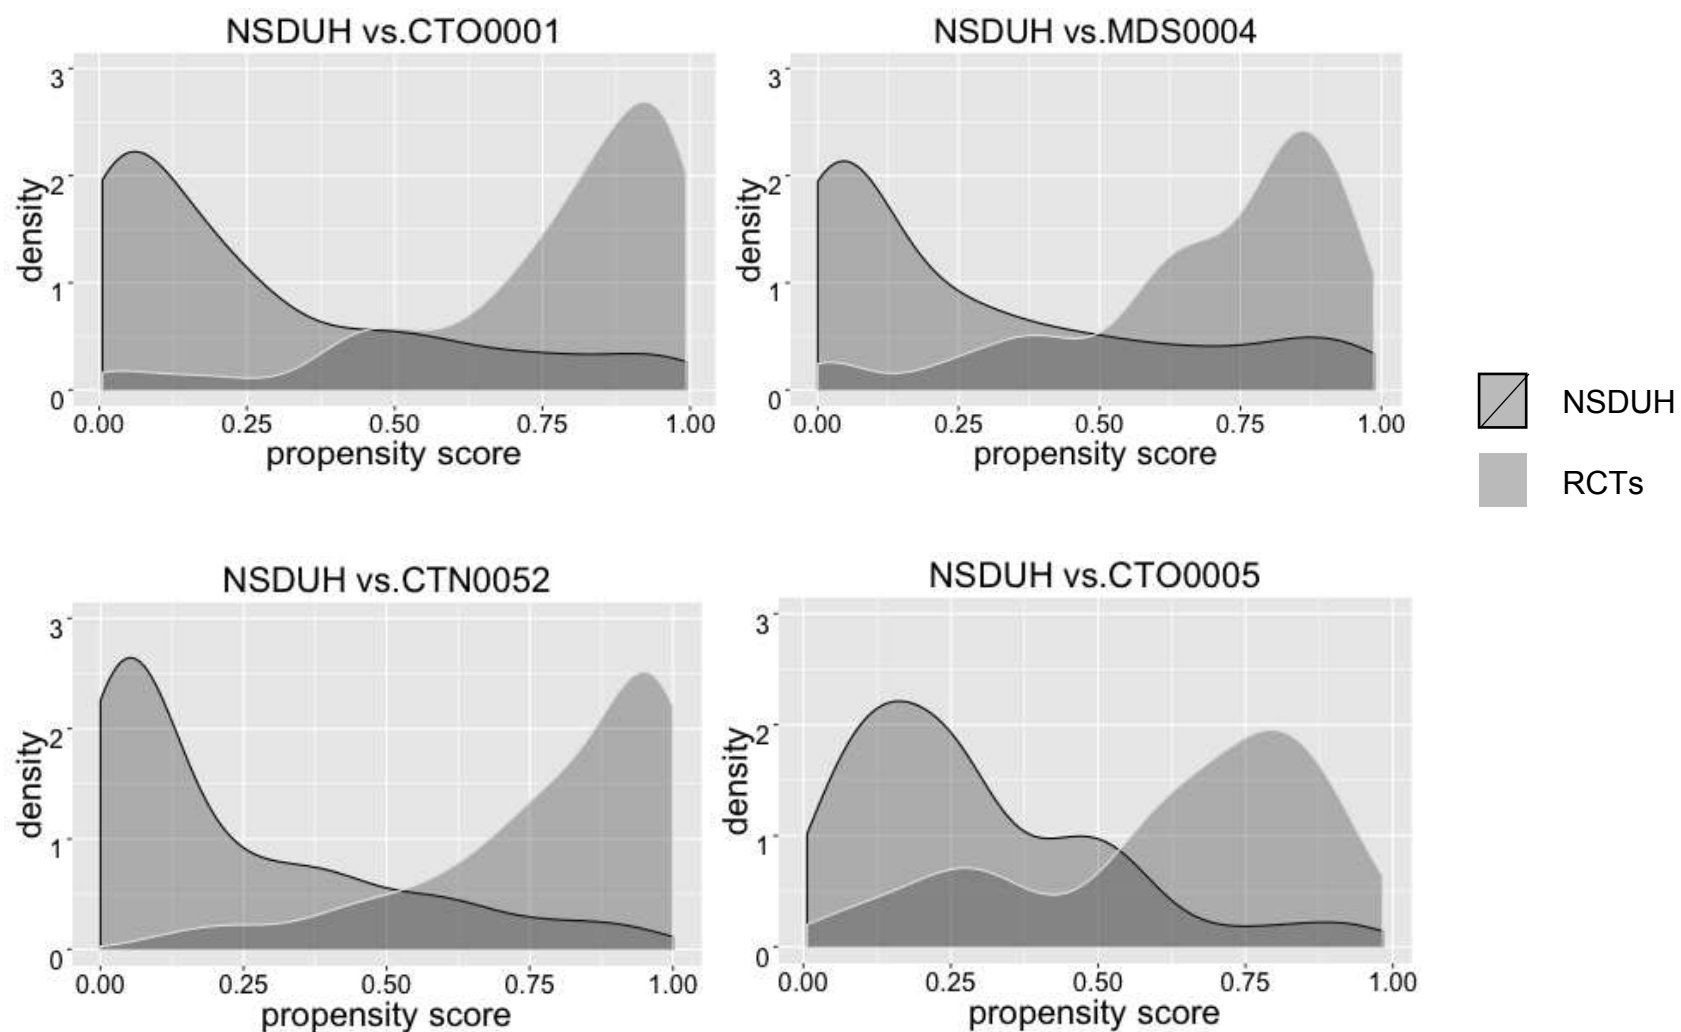 NSDUH vs.CTO0001
3
2
1
0
density
0.00 0.25 0.50 0.75 1.00
propensity score
NSDUH vs.MDS0004
3
2
1
0
density
0.00 0.25 0.50 0.75 1.00
propensity score
NSDUH
RCTs
NSDUH vs.CTN0052
3
2
1
0
density
0.00 0.25 0.50 0.75 1.00
propensity score
NSDUH vs.CTO0005
3
2
1
0
density
0.00 0.25 0.50 0.75 1.00
propensity score